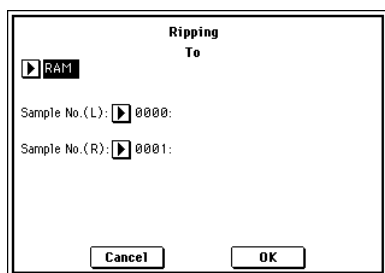 Ripping
To
RAM
Sample No.(L): 0000:
Sample No.(R): 0001:
Cancel OK